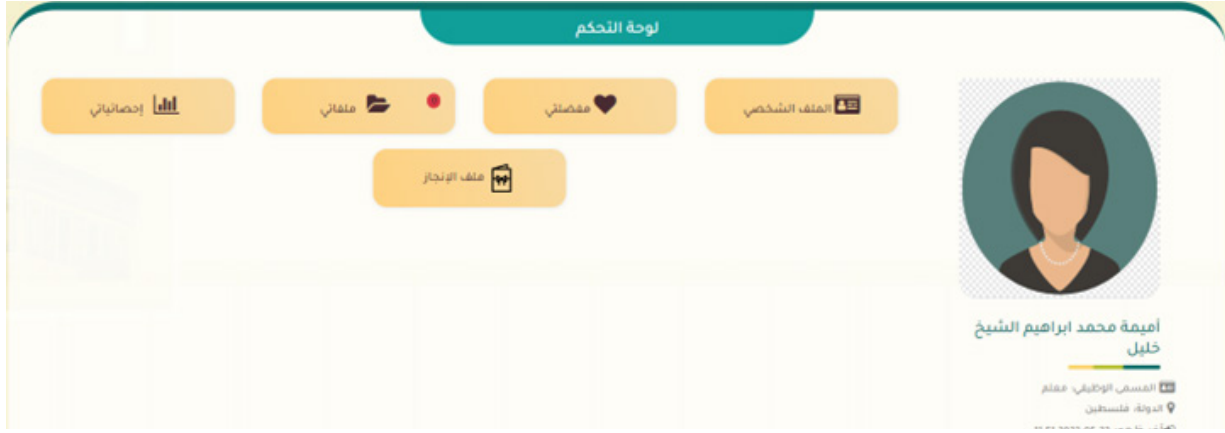 لوحة التحكم
الملف الشخصي
مفضلتي
ملفاتي
إحصائياتي
ملف الإنجاز
أميمة محمد ابراهيم الشيخ
خليل
المسمى الوظيفي: معلم
الدولة: فلسطين